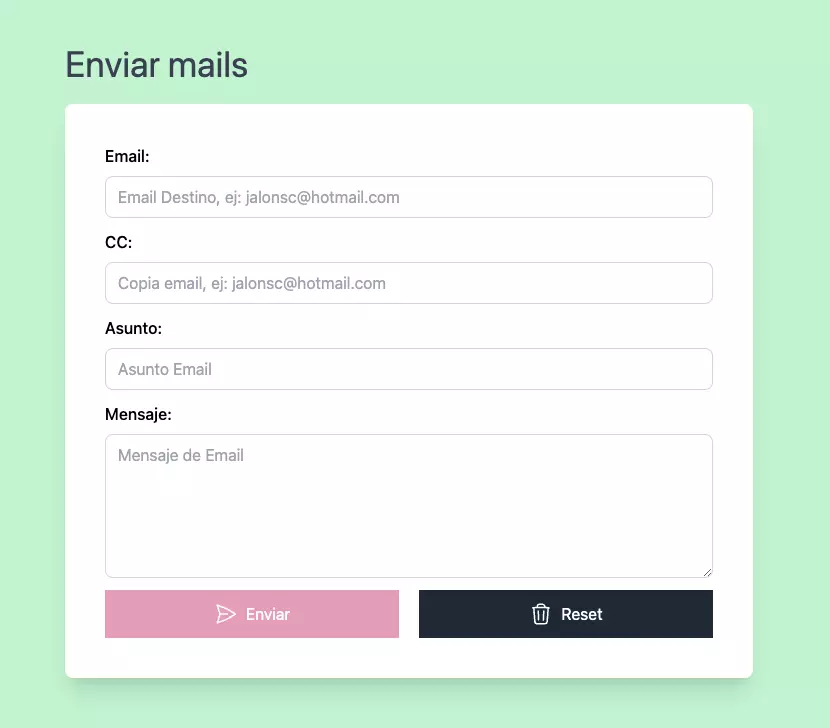 Enviar mails
Email:
Email Destino, ej: jalonsc@hotmail.com
CC:
Copia email, ej: jalonsc@hotmail.com
Asunto:
Asunto Email
Mensaje:
Mensaje de Email
Enviar
Reset